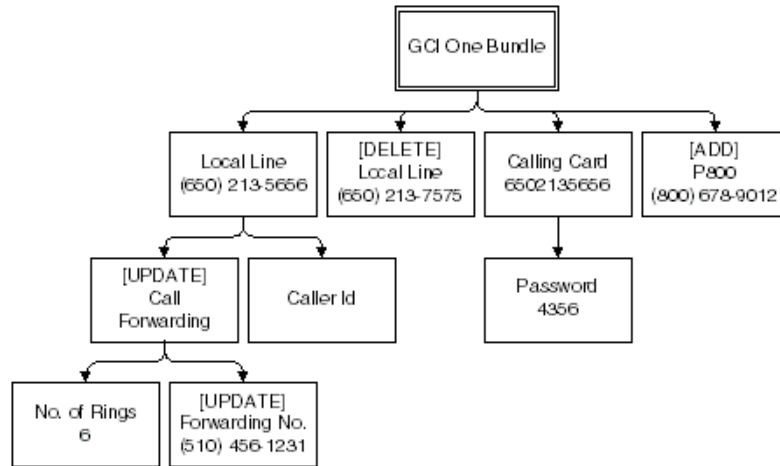 GCI One Bundle
Local Line
(650) 213-5656
[DELETE]
Local Line
(650) 213-7575
Calling Card
6502135656
[ADD]
P800
(800) 678-9012
[UPDATE]
Call
Forwarding
Caller Id
Password
4356
No. of Rings
6
[UPDATE]
Forwarding No.
(510) 456-1231